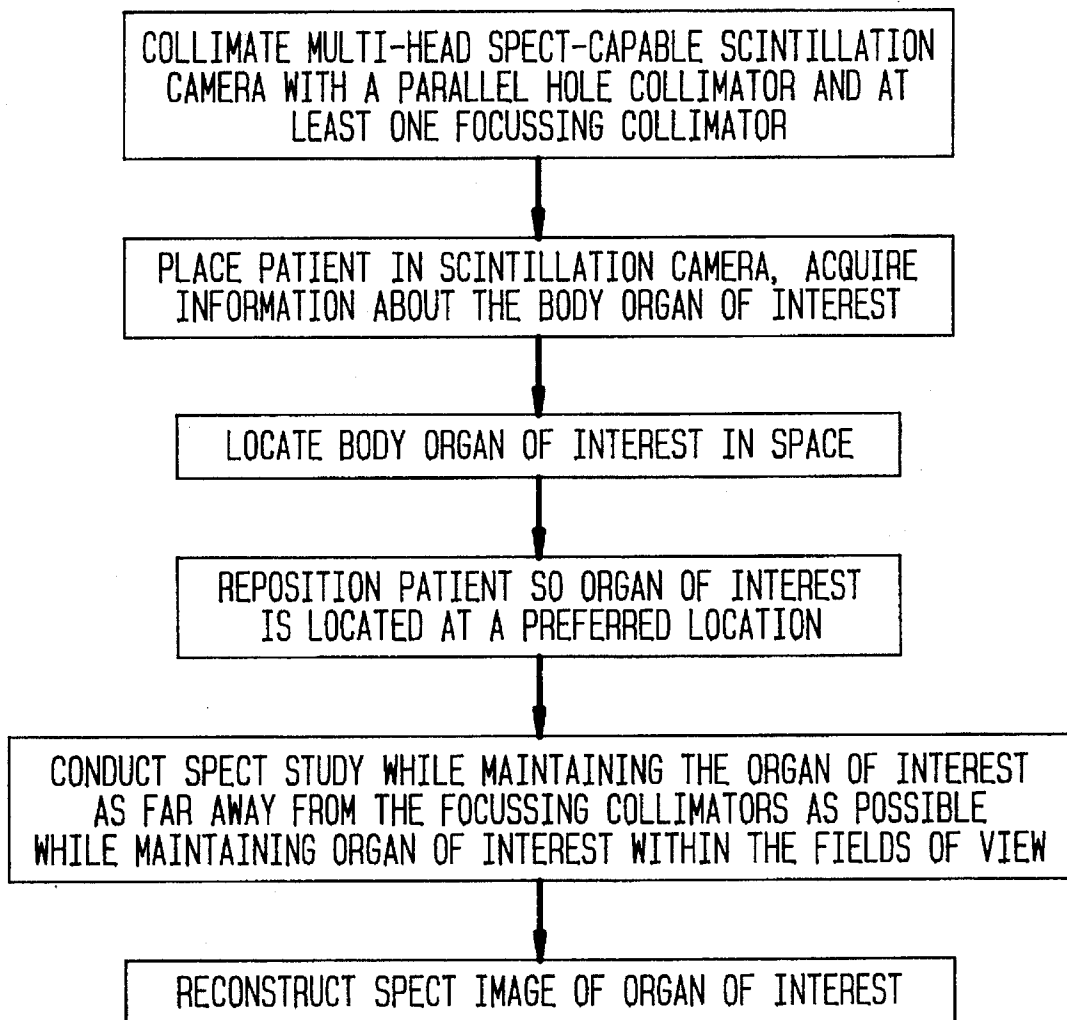 COLLIMATE MULTI-HEAD SPECT-CAPABLE SCINTILLATION
CAMERA WITH A PARALLEL HOLE COLLIMATOR AND AT
LEAST ONE FOCUSSING COLLIMATOR
PLACE PATIENT IN SCINTILLATION CAMERA, ACQUIRE
INFORMATION ABOUT THE BODY ORGAN OF INTEREST
LOCATE BODY ORGAN OF INTEREST IN SPACE
REPOSITION PATIENT SO ORGAN OF INTEREST
IS LOCATED AT A PREFERRED LOCATION
CONDUCT SPECT STUDY WHILE MAINTAINING THE ORGAN OF INTEREST
AS FAR AWAY FROM THE FOCUSSING COLLIMATORS AS POSSIBLE
WHILE MAINTAINING ORGAN OF INTEREST WITHIN THE FIELDS OF VIEW
RECONSTRUCT SPECT IMAGE OF ORGAN OF INTEREST